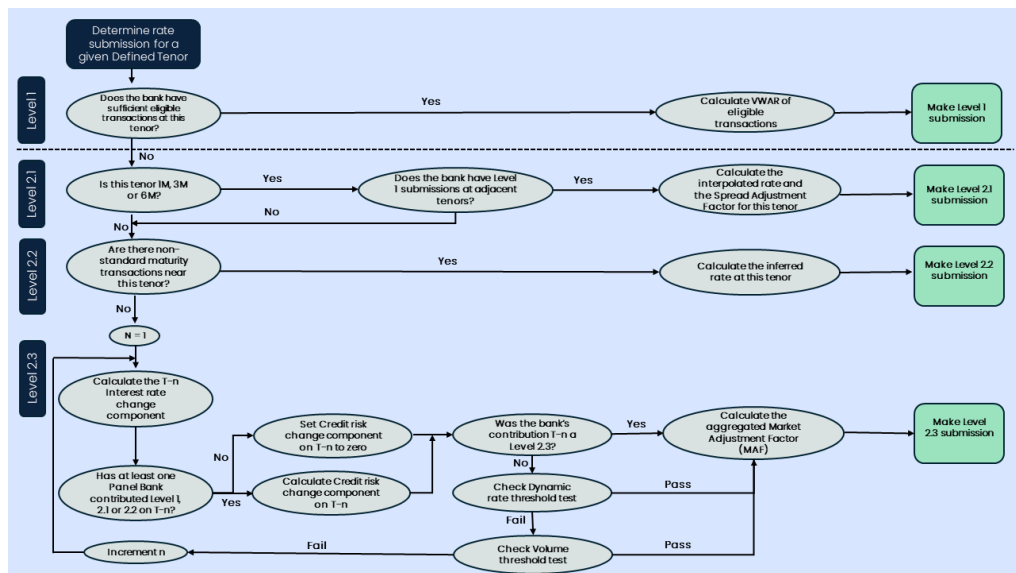 Determine rate
submission for a
given Defined Tenor
Level 1
Does the bank have
sufficient eligible
transactions at this
tenor?
Yes
Calculate VWAR of
eligible
transactions
Make Level 1
submission
No
Level 2.1
Is this tenor 1M, 3M
or 6M?
Yes
Does the bank have Level
1 submissions at adjacent
tenors?
Yes
Calculate the
interpolated rate and
the Spread Adjustment
Factor for this tenor
Make Level 2.1
submission
No
No
Level 2.2
Are there non-
standard maturity
transactions near
this tenor?
Yes
Calculate the inferred
rate at this tenor
Make Level 2.2
submission
No
N = 1
Level 2.3
Calculate the T-n
Interest rate
change
component
Set Credit risk
change component
on T-n to zero
Was the bank's
contribution T-n a
Level 2.3?
Yes
Calculate the
aggregated Market
Adjustment Factor
(MAF)
Make Level
2.3 submission
No
No
Has at least one
Panel Bank
contributed Level 1,
2.1 or 2.2 on T-n?
Yes
Calculate Credit risk
change component
on T-n
Check Dynamic
rate threshold test
Pass
Fail
Increment n
Fail
Check Volume
threshold test
Pass